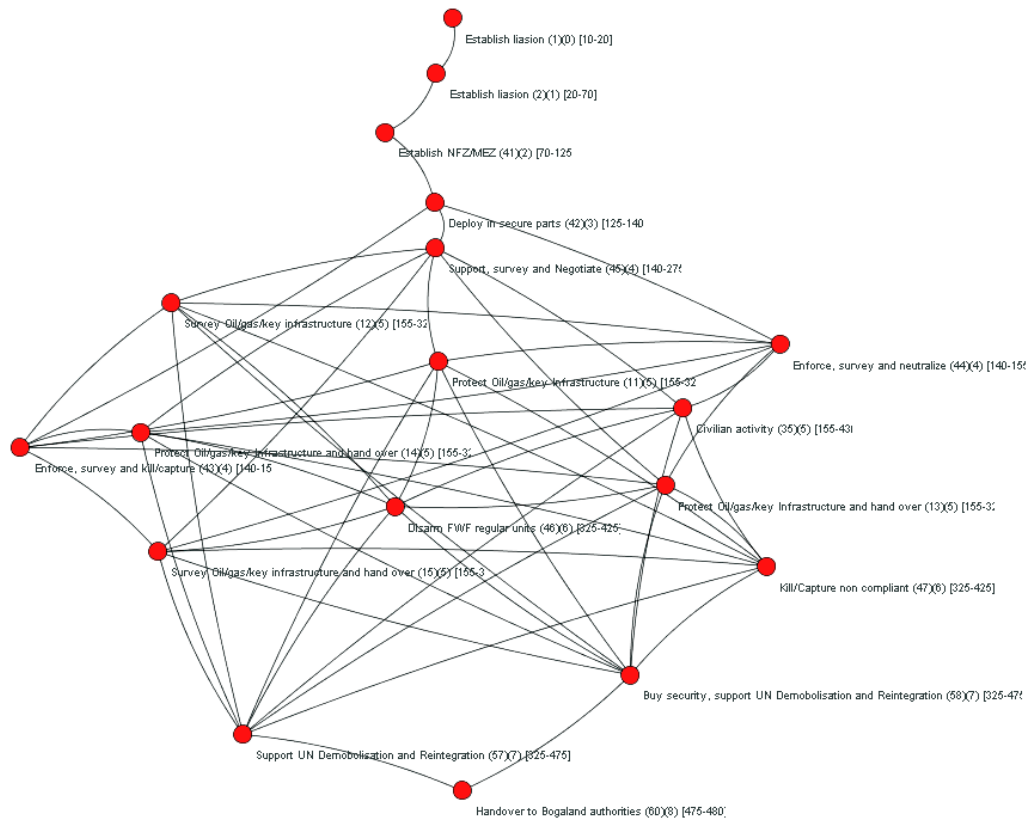 Establish liasion (1)(0) [10-20]
Establish liasion (2)(1) [20-70]
Establish NFZ/MEZ (41)(2) [70-125
Deploy in secure parts (42)(3) [125-140
Support, survey and Negotiate (45)(4) [140-275
Survey Oil/gas/key infrastructure (12)(5) [155-32
Enforce, survey and neutralize (44)(4) [140-155
Protect Oil/gas/key Infrastructure (11)(5) [155-32
Civilian activity (35)(5) [155-430
Protect Oil/gas/key Infrastructure and hand over (14)(5) [155-32
Enforce, survey and kill/capture (43)(4) [140-15
Protect Oil/gas/key Infrastructure and hand over (13)(5) [155-32
Disarm FWF regular units (46)(6) [325-425]
Survey Oil/gas/key infrastructure and hand over (15)(5) [155-3
Kill/Capture non compliant (47)(6) [325-425]
Buy security, support UN Demobolisation and Reintegration (58)(7) [325-475
Support UN Demobolisation and Reintegration (57)(7) [325-475]
Handover to Bogaland authorities (60)(8) [475-480]